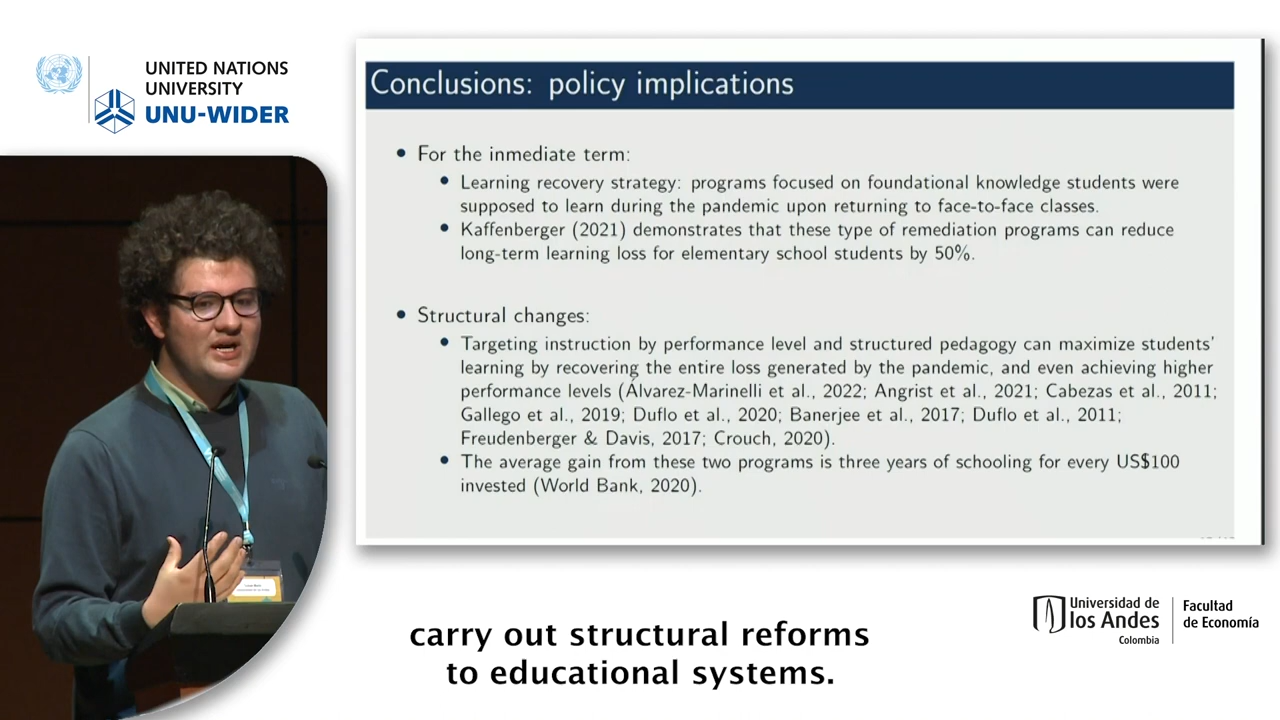 UNITED NATIONS
UNIVERSITY
UNU-WIDER
Conclusions: policy implications
• For the inmediate term:
• Learning recovery strategy: programs focused on foundational knowledge students were
supposed to learn during the pandemic upon returning to face-to-face classes.
• Kaffenberger (2021) demonstrates that these type of remediation programs can reduce
long-term learning loss for elementary school students by 50%.
• Structural changes:
• Targeting instruction by performance level and structured pedagogy can maximize students'
learning by recovering the entire loss generated by the pandemic, and even achieving higher
performance levels (Álvarez-Marinelli et al., 2022; Angrist et al., 2021; Cabezas et al., 2011;
Gallego et al., 2019; Duflo et al., 2020; Banerjee et al., 2017; Duflo et al., 2011;
Freudenberger & Davis, 2017; Crouch, 2020).
• The average gain from these two programs is three years of schooling for every US$100
invested (World Bank, 2020).
carry out structural reforms
to educational systems.
Universidad de
los Andes
Colombia
Facultad
de Economía